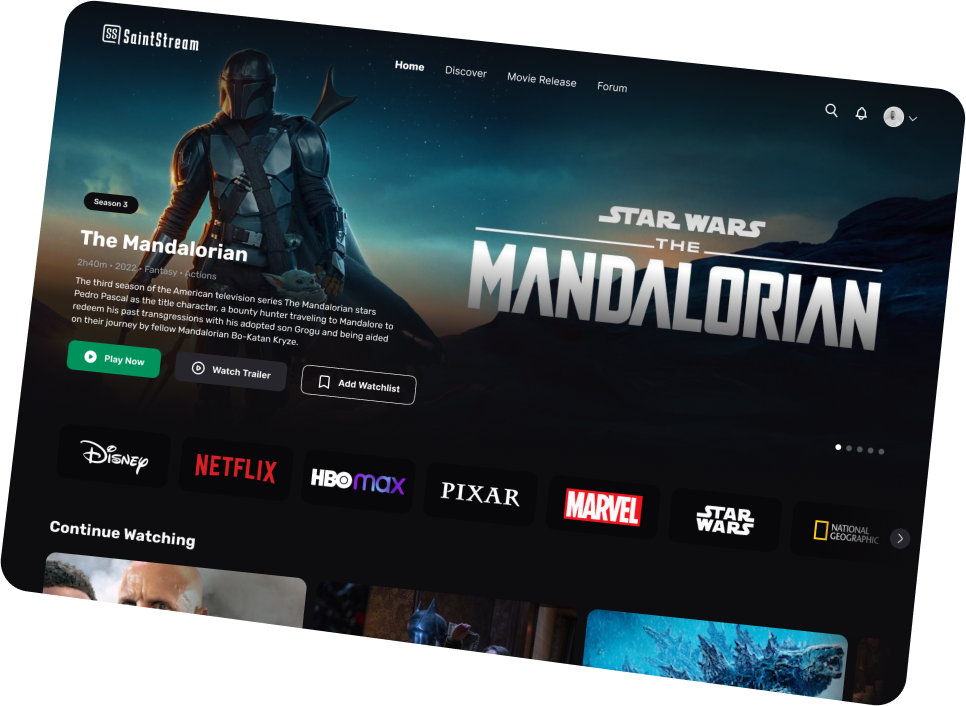 SS SaintStream
Home
Discover
Movie Release
Forum
Season 3
The Mandalorian
2h40m • 2022 • Fantasy • Actions
The third season of the American television series The Mandalorian stars
Pedro Pascal as the title character, a bounty hunter traveling to Mandalore to
redeem his past transgressions with his adopted son Grogu and being aided
on their journey by fellow Mandalorian Bo-Katan Kryze.
Play Now
Watch Trailer
Add Watchlist
STAR WARS
THE
MANDALORIAN
Disney
NETFLIX
HBO max
PIXAR
MARVEL
STAR
WARS
NATIONAL
GEOGRAPHIC
Continue Watching